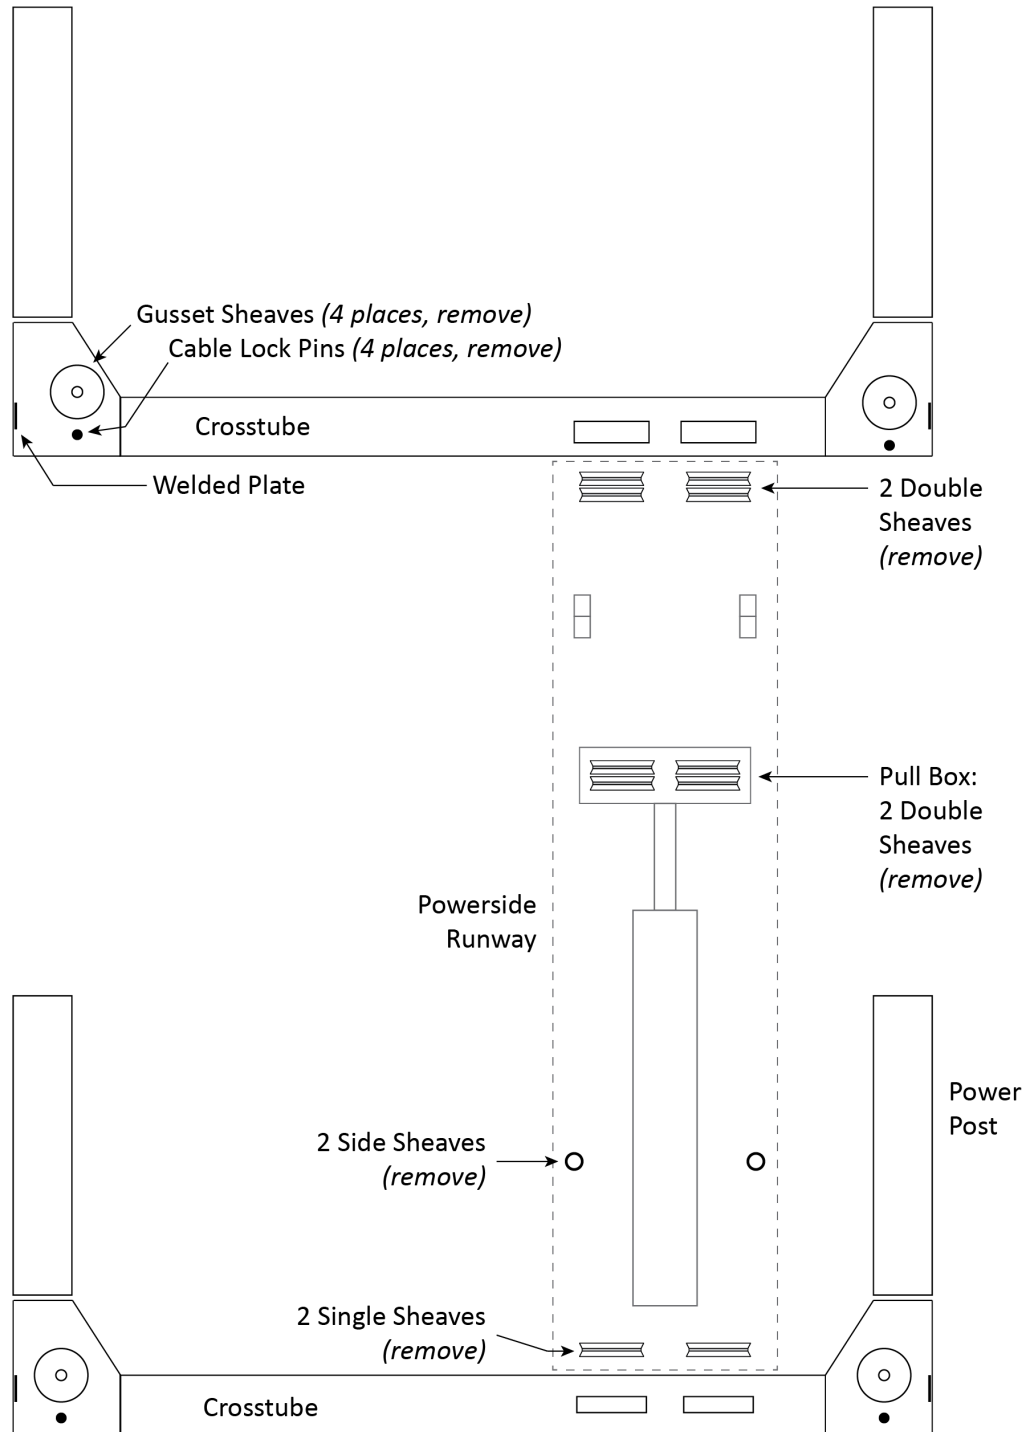 Gusset Sheaves (4 places, remove)
Cable Lock Pins (4 places, remove)
Crosstube
Welded Plate
2 Double
Sheaves
(remove)
Pull Box:
2 Double
Sheaves
(remove)
Powerside
Runway
Power
Post
2 Side Sheaves
(remove)
2 Single Sheaves
(remove)
Crosstube